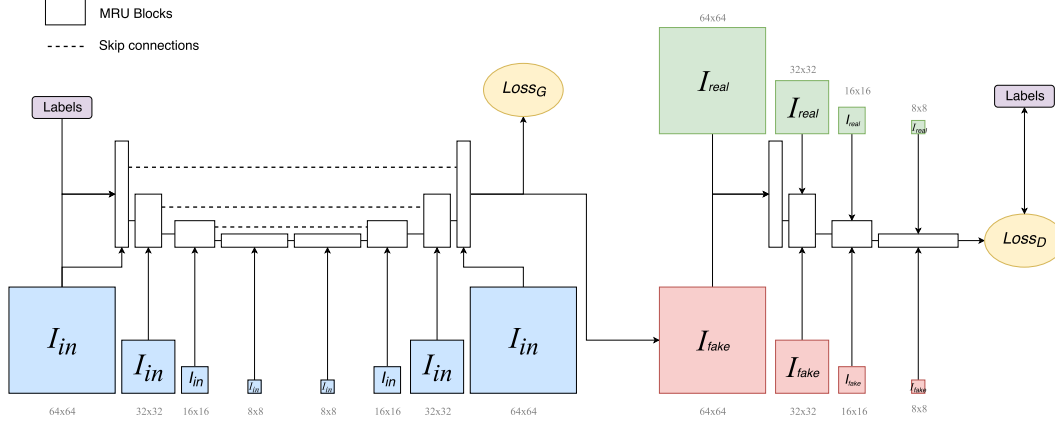 MRU Blocks
Skip connections
Labels
Loss_G
64x64
I_real
32x32
I_real
16x16
I_real
8x8
I_real
Labels
Loss_D
I_in
I_in
I_in
I_in
I_in
I_in
I_in
I_in
I_fake
I_fake
I_fake
I_fake
64x64
32x32
16x16
8x8
8x8
16x16
32x32
64x64
64x64
32x32
16x16
8x8